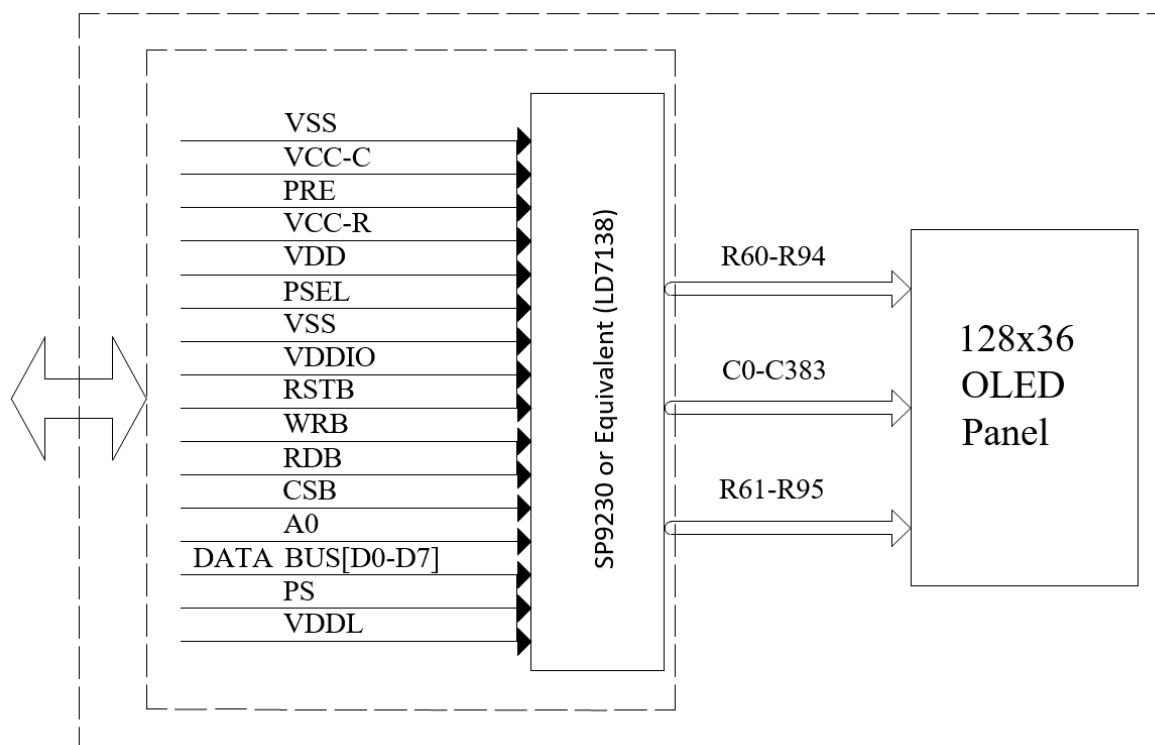 VSS
VCC-C
PRE
VCC-R
VDD
PSEL
VSS
VDDIO
RSTB
WRB
RDB
CSB
A0
DATA BUS[D0-D7]
PS
VDDL
SP9230 or Equivalent (LD7138)
R60-R94
C0-C383
R61-R95
128x36
OLED
Panel